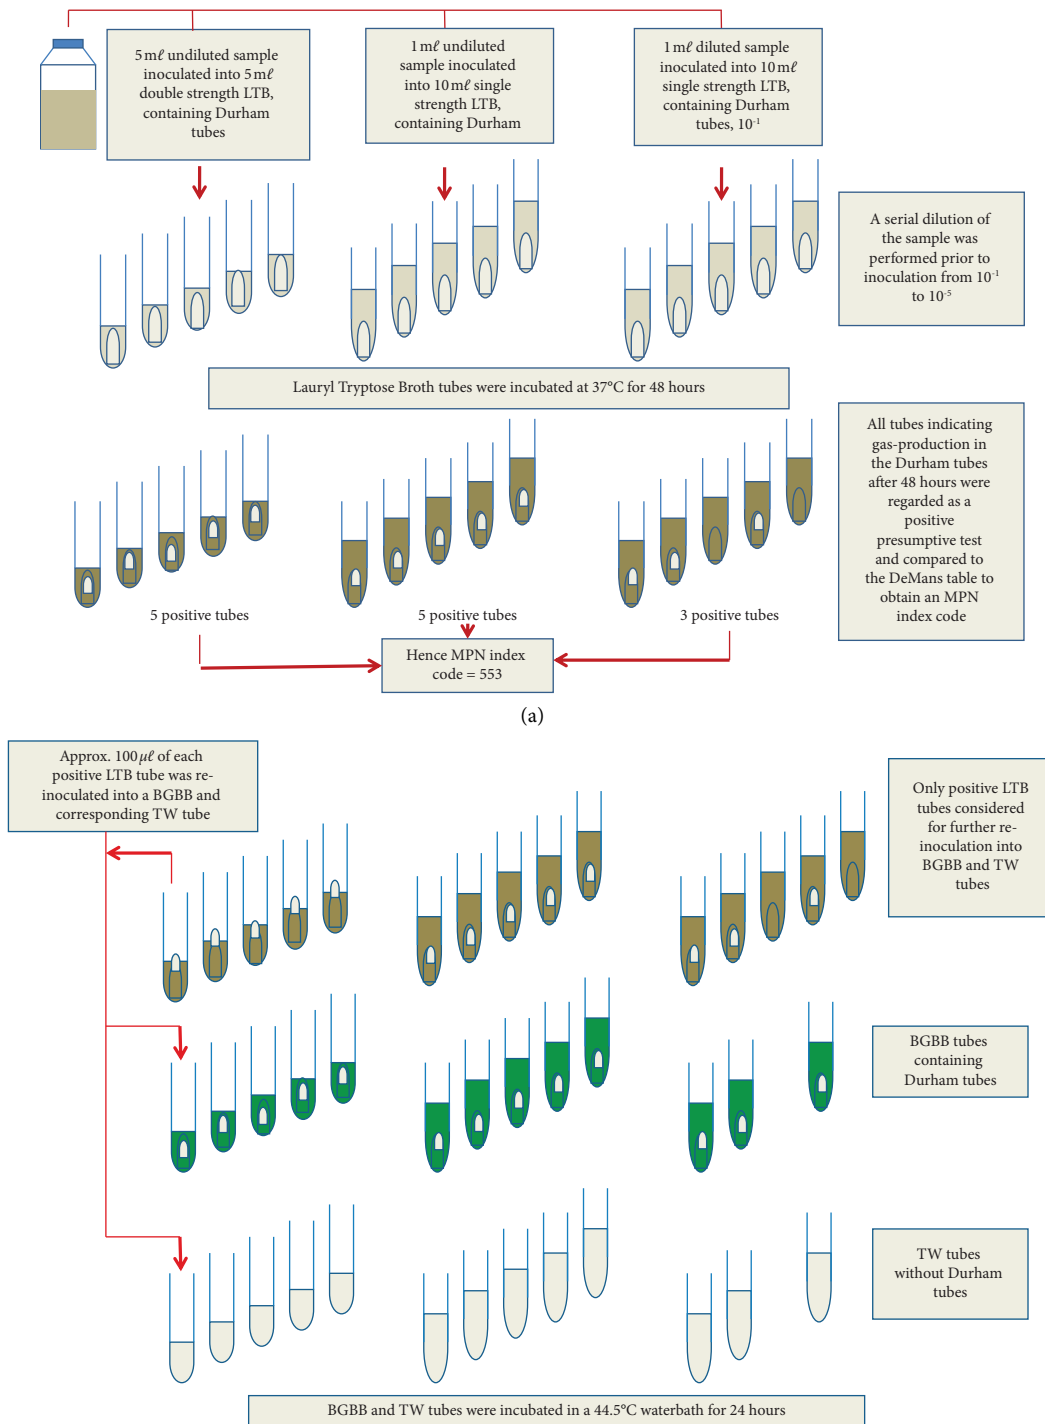 5 mℓ undiluted sample
inoculated into 5 mℓ
double strength LTB,
containing Durham
tubes
1 mℓ undiluted
sample inoculated
into 10 mℓ single
strength LTB,
containing Durham
1 mℓ diluted sample
inoculated into 10 mℓ
single strength LTB,
containing Durham
tubes, 10⁻¹
A serial dilution of
the sample was
performed prior to
inoculation from 10⁻¹
to 10⁻⁵
Lauryl Tryptose Broth tubes were incubated at 37°C for 48 hours
All tubes indicating
gas-production in
the Durham tubes
after 48 hours were
regarded as a
positive
presumptive test
and compared to
the DeMans table to
obtain an MPN
index code
5 positive tubes
5 positive tubes
3 positive tubes
Hence MPN index
code = 553
(a)
Approx. 100 μℓ of each
positive LTB tube was re-
inoculated into a BGBB and
corresponding TW tube
Only positive LTB
tubes considered
for further re-
inoculation into
BGBB and TW
tubes
BGBB tubes
containing
Durham tubes
TW tubes
without Durham
tubes
BGBB and TW tubes were incubated in a 44.5°C waterbath for 24 hours